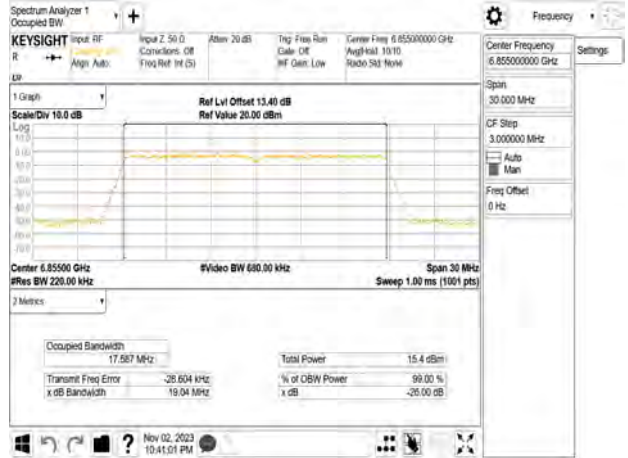 Spectrum Analyzer 1
Occupied BW
+
Frequency
KEYSIGHT
R
Input: RF
Align: Auto
Input Z: 50 Ω
Corrections: Off
Freq Ref: Int (S)
Atten: 20 dB
Trig: Free Run
Gate: Off
#IF Gain: Low
Center Freq: 6.855000000 GHz
Avg|Hold: 10/10
Radio Std: None
Center Frequency
6.855000000 GHz
Settings
Span
30.000 MHz
CF Step
3.000000 MHz
Auto
Man
Freq Offset
0 Hz
1 Graph
Scale/Div 10.0 dB
Ref Lvl Offset 13.40 dB
Ref Value 20.00 dBm
Log
10.0
0.00
Center 6.85500 GHz
#Res BW 220.00 kHz
#Video BW 680.00 kHz
Span 30 MHz
Sweep 1.00 ms (1001 pts)
2 Metrics
Occupied Bandwidth
17.587 MHz
Total Power
15.4 dBm
Transmit Freq Error
-28.604 kHz
% of OBW Power
99.00 %
x dB Bandwidth
19.04 MHz
x dB
-26.00 dB
?
Nov 02, 2023
10:41:01 PM